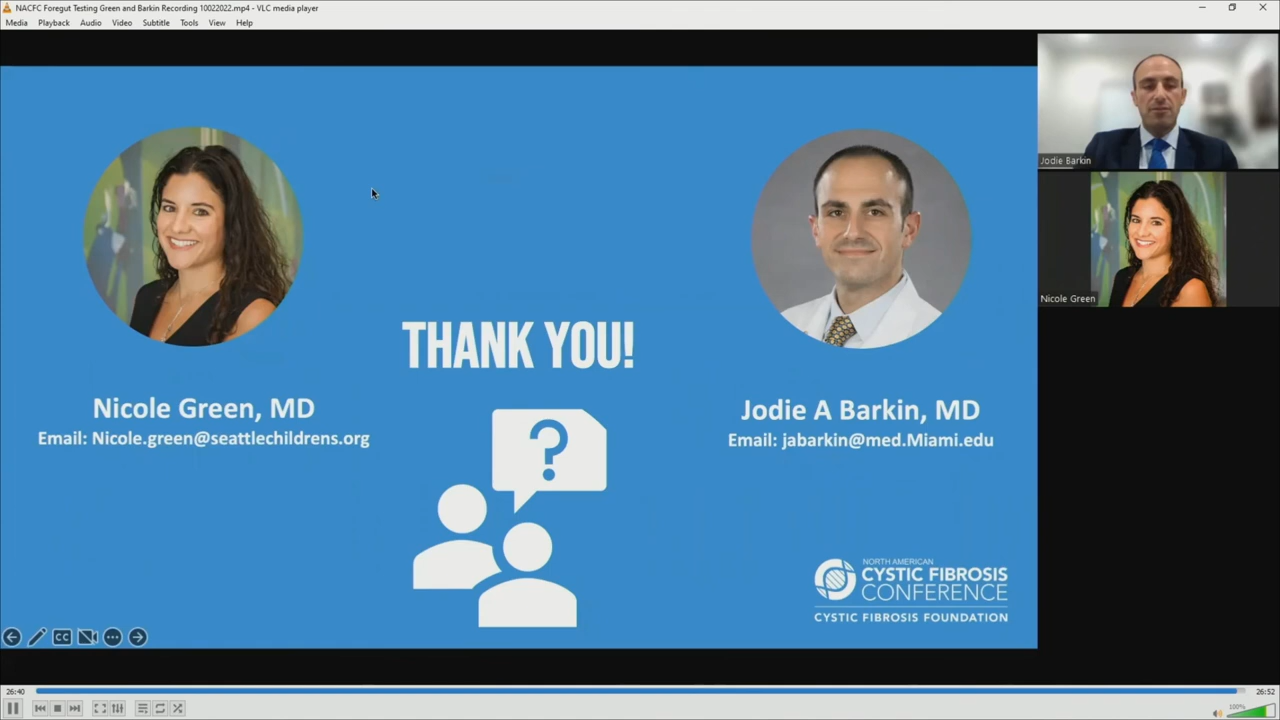 NACFC Foregut Testing Green and Barkin Recording 10022022.mp4 - VLC media player
Media Playback Audio Video Subtitle Tools View Help
Jodie Barkin
Nicole Green
THANK YOU!
Nicole Green, MD
Email: Nicole.green@seattlechildrens.org
Jodie A Barkin, MD
Email: jabarkin@med.Miami.edu
?
NORTH AMERICAN
CYSTIC FIBROSIS
CONFERENCE
CYSTIC FIBROSIS FOUNDATION
CC
26:40
26:52
100%